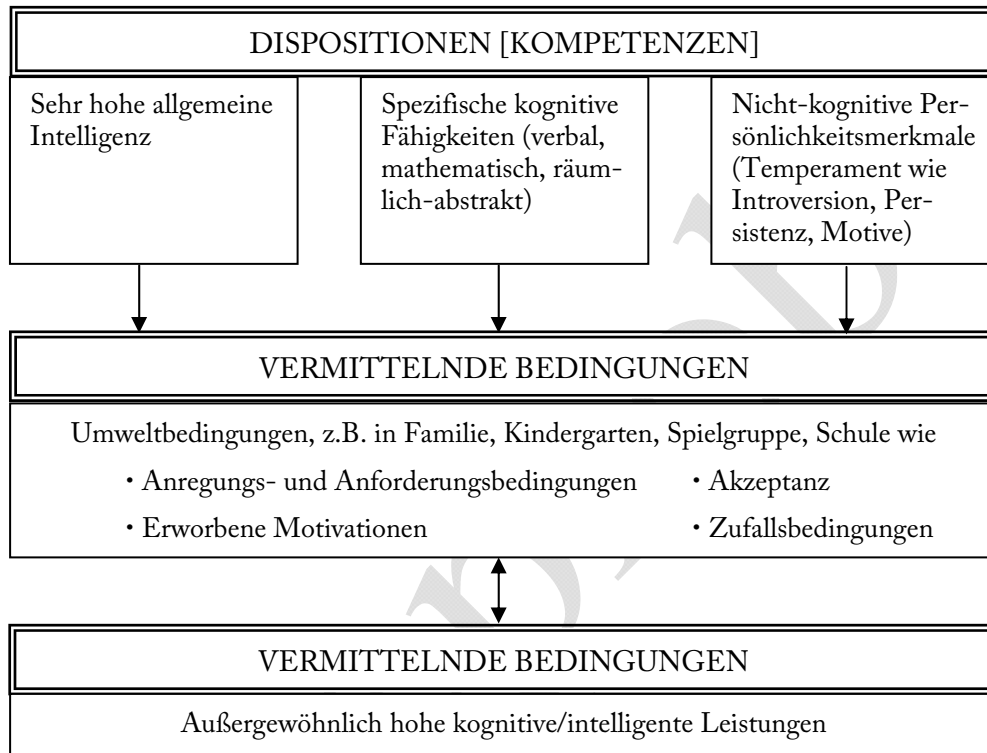 DISPOSITIONEN [KOMPETENZEN]
Sehr hohe allgemeine
Intelligenz
Spezifische kognitive
Fähigkeiten (verbal,
mathematisch, räum-
lich-abstrakt)
Nicht-kognitive Per-
sönlichkeitsmerkmale
(Temperament wie
Introversion, Per-
sistenz, Motive)
VERMITTELNDE BEDINGUNGEN
Umweltbedingungen, z.B. in Familie, Kindergarten, Spielgruppe, Schule wie
· Anregungs- und Anforderungsbedingungen
· Akzeptanz
· Erworbene Motivationen
· Zufallsbedingungen
VERMITTELNDE BEDINGUNGEN
Außergewöhnlich hohe kognitive/intelligente Leistungen